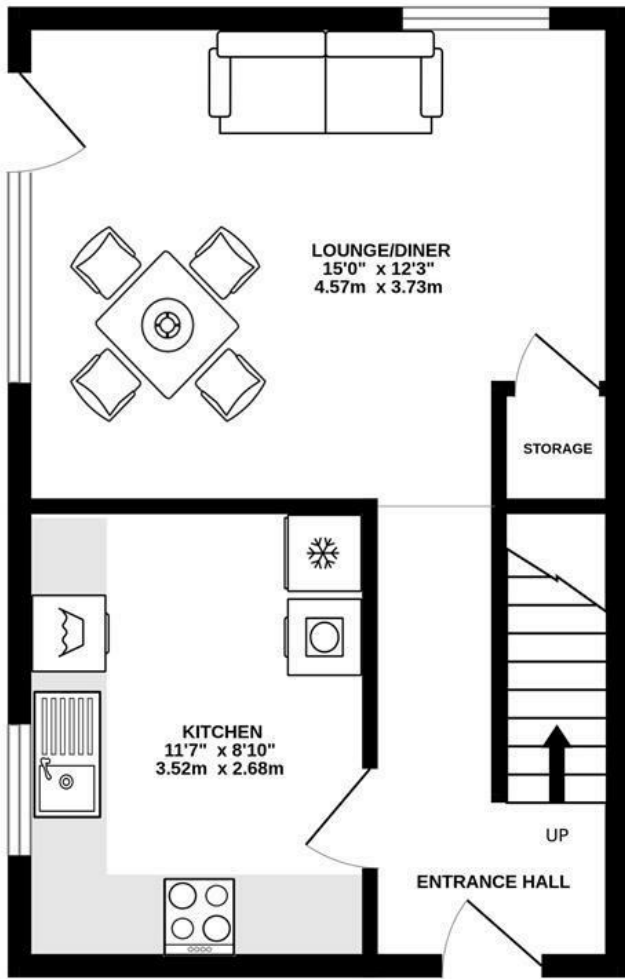 LOUNGE/DINER
15'0" x 12'3"
4.57m x 3.73m
STORAGE
KITCHEN
11'7" x 8'10"
3.52m x 2.68m
UP
ENTRANCE HALL